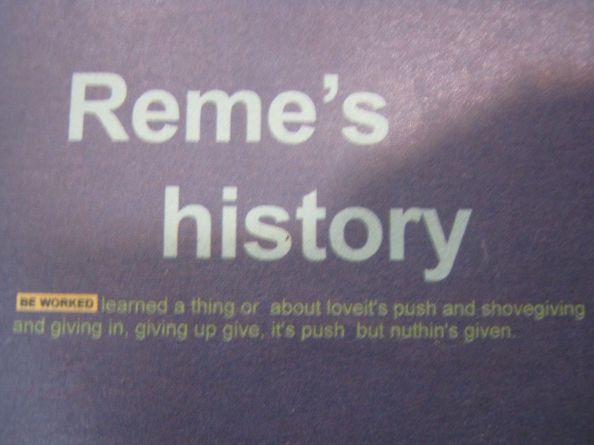 Reme's
history
BE WORKED learned a thing or about loveit's push and shovegiving
and giving in, giving up give, it's push but nuthin's given.